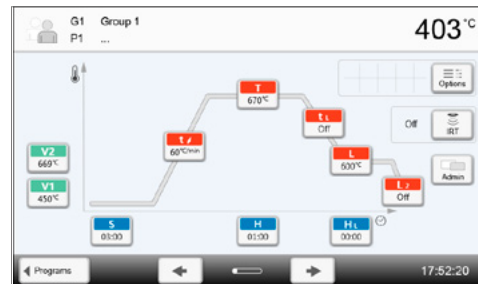 G1 Group 1
P1 ...
403 °C
T
670°C
Options
tL
Off
Off
IRT
t
60°C/min
V2
669°C
L
600°C
Admin
V1
450°C
L
Off
S
03:00
H
01:00
HL
00:00
Programs
17:52:20